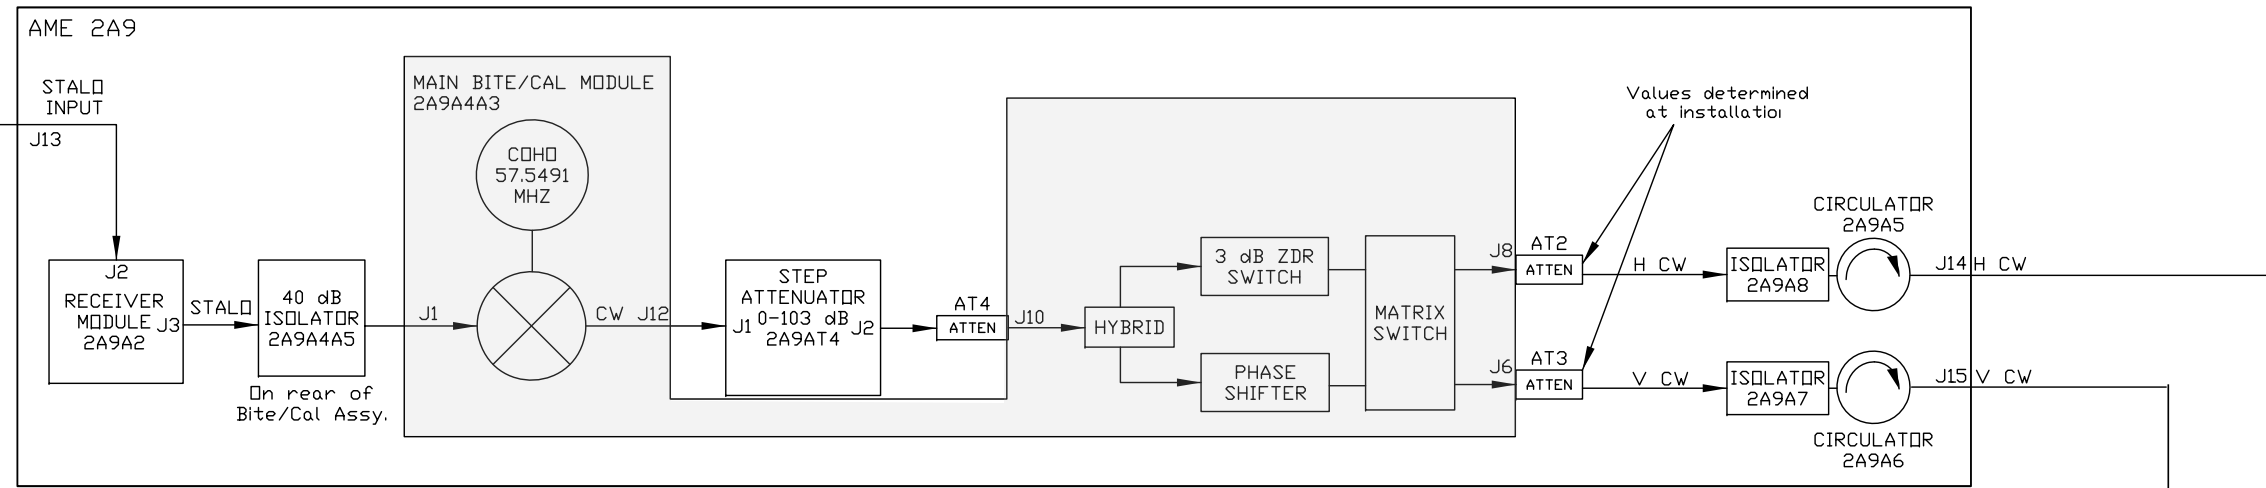 AME 2A9
STALO
INPUT
J13
J2
RECEIVER
MODULE
J3
2A9A2
STALO
40 dB
ISOLATOR
2A9A4A5
On rear of
Bite/Cal Assy.
MAIN BITE/CAL MODULE
2A9A4A3
COHO
57.5491
MHZ
J1
CW
J12
STEP
ATTENUATOR
J1 0-103 dB J2
2A9AT4
AT4
ATTEN
J10
HYBRID
3 dB ZDR
SWITCH
PHASE
SHIFTER
MATRIX
SWITCH
J8
J6
AT2
ATTEN
AT3
ATTEN
Values determined
at installation
H CW
V CW
ISOLATOR
2A9A8
ISOLATOR
2A9A7
CIRCULATOR
2A9A5
CIRCULATOR
2A9A6
J14 H CW
J15 V CW